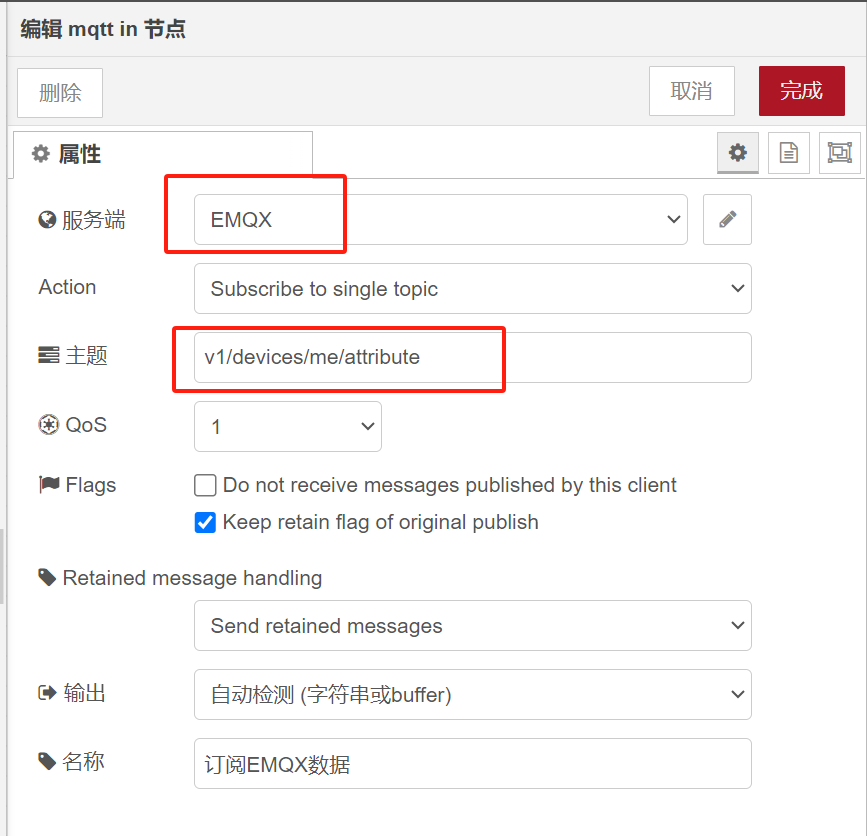 编辑 mqtt in 节点
删除
取消
完成
属性
服务端
EMQX
Action
Subscribe to single topic
主题
v1/devices/me/attribute
QoS
1
Flags
Do not receive messages published by this client
Keep retain flag of original publish
Retained message handling
Send retained messages
输出
自动检测 (字符串或buffer)
名称
订阅EMQX数据